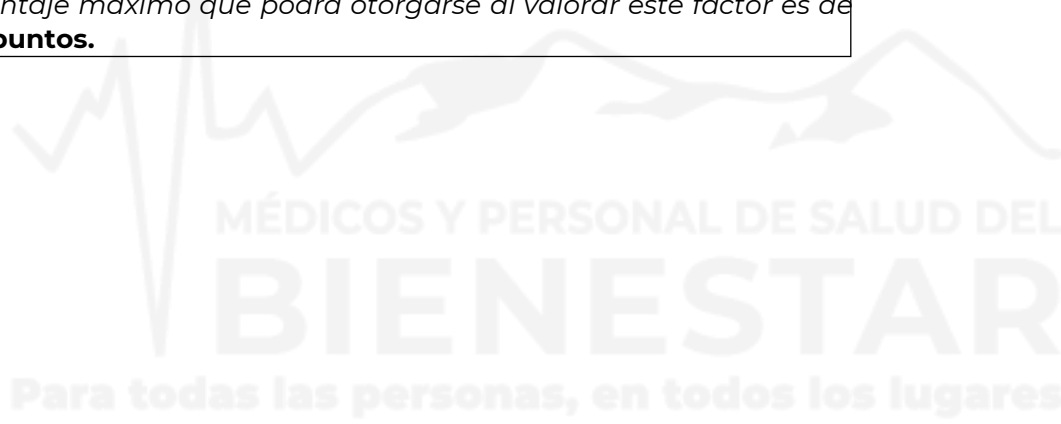 ntaje máximo que podrá otorgarse al valorar este factor es de
puntos.
MÉDICOS Y PERSONAL DE SALUD DEL
BIENESTAR
Para todas las personas, en todos los lugares